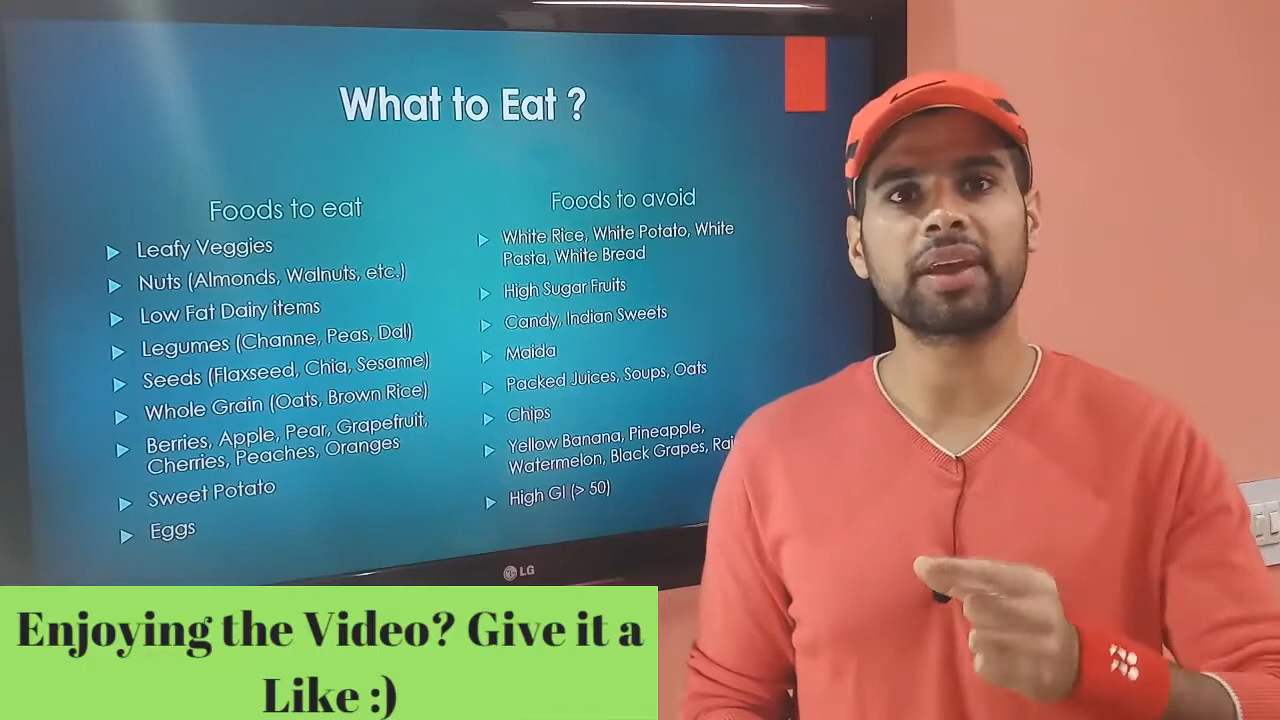 What to Eat ?
Foods to eat
Leafy Veggies
Nuts (Almonds, Walnuts, etc.)
Low Fat Dairy items
Legumes (Channe, Peas, Dal)
Seeds (Flaxseed, Chia, Sesame)
Whole Grain (Oats, Brown Rice)
Berries, Apple, Pear, Grapefruit,
Cherries, Peaches, Oranges
Sweet Potato
Eggs
Foods to avoid
White Rice, White Potato, White
Pasta, White Bread
High Sugar Fruits
Candy, Indian Sweets
Maida
Packed Juices, Soups, Oats
Chips
Yellow Banana, Pineapple,
Watermelon, Black Grapes,
High GI (> 50)
LG
Enjoying the Video? Give it a
Like :)